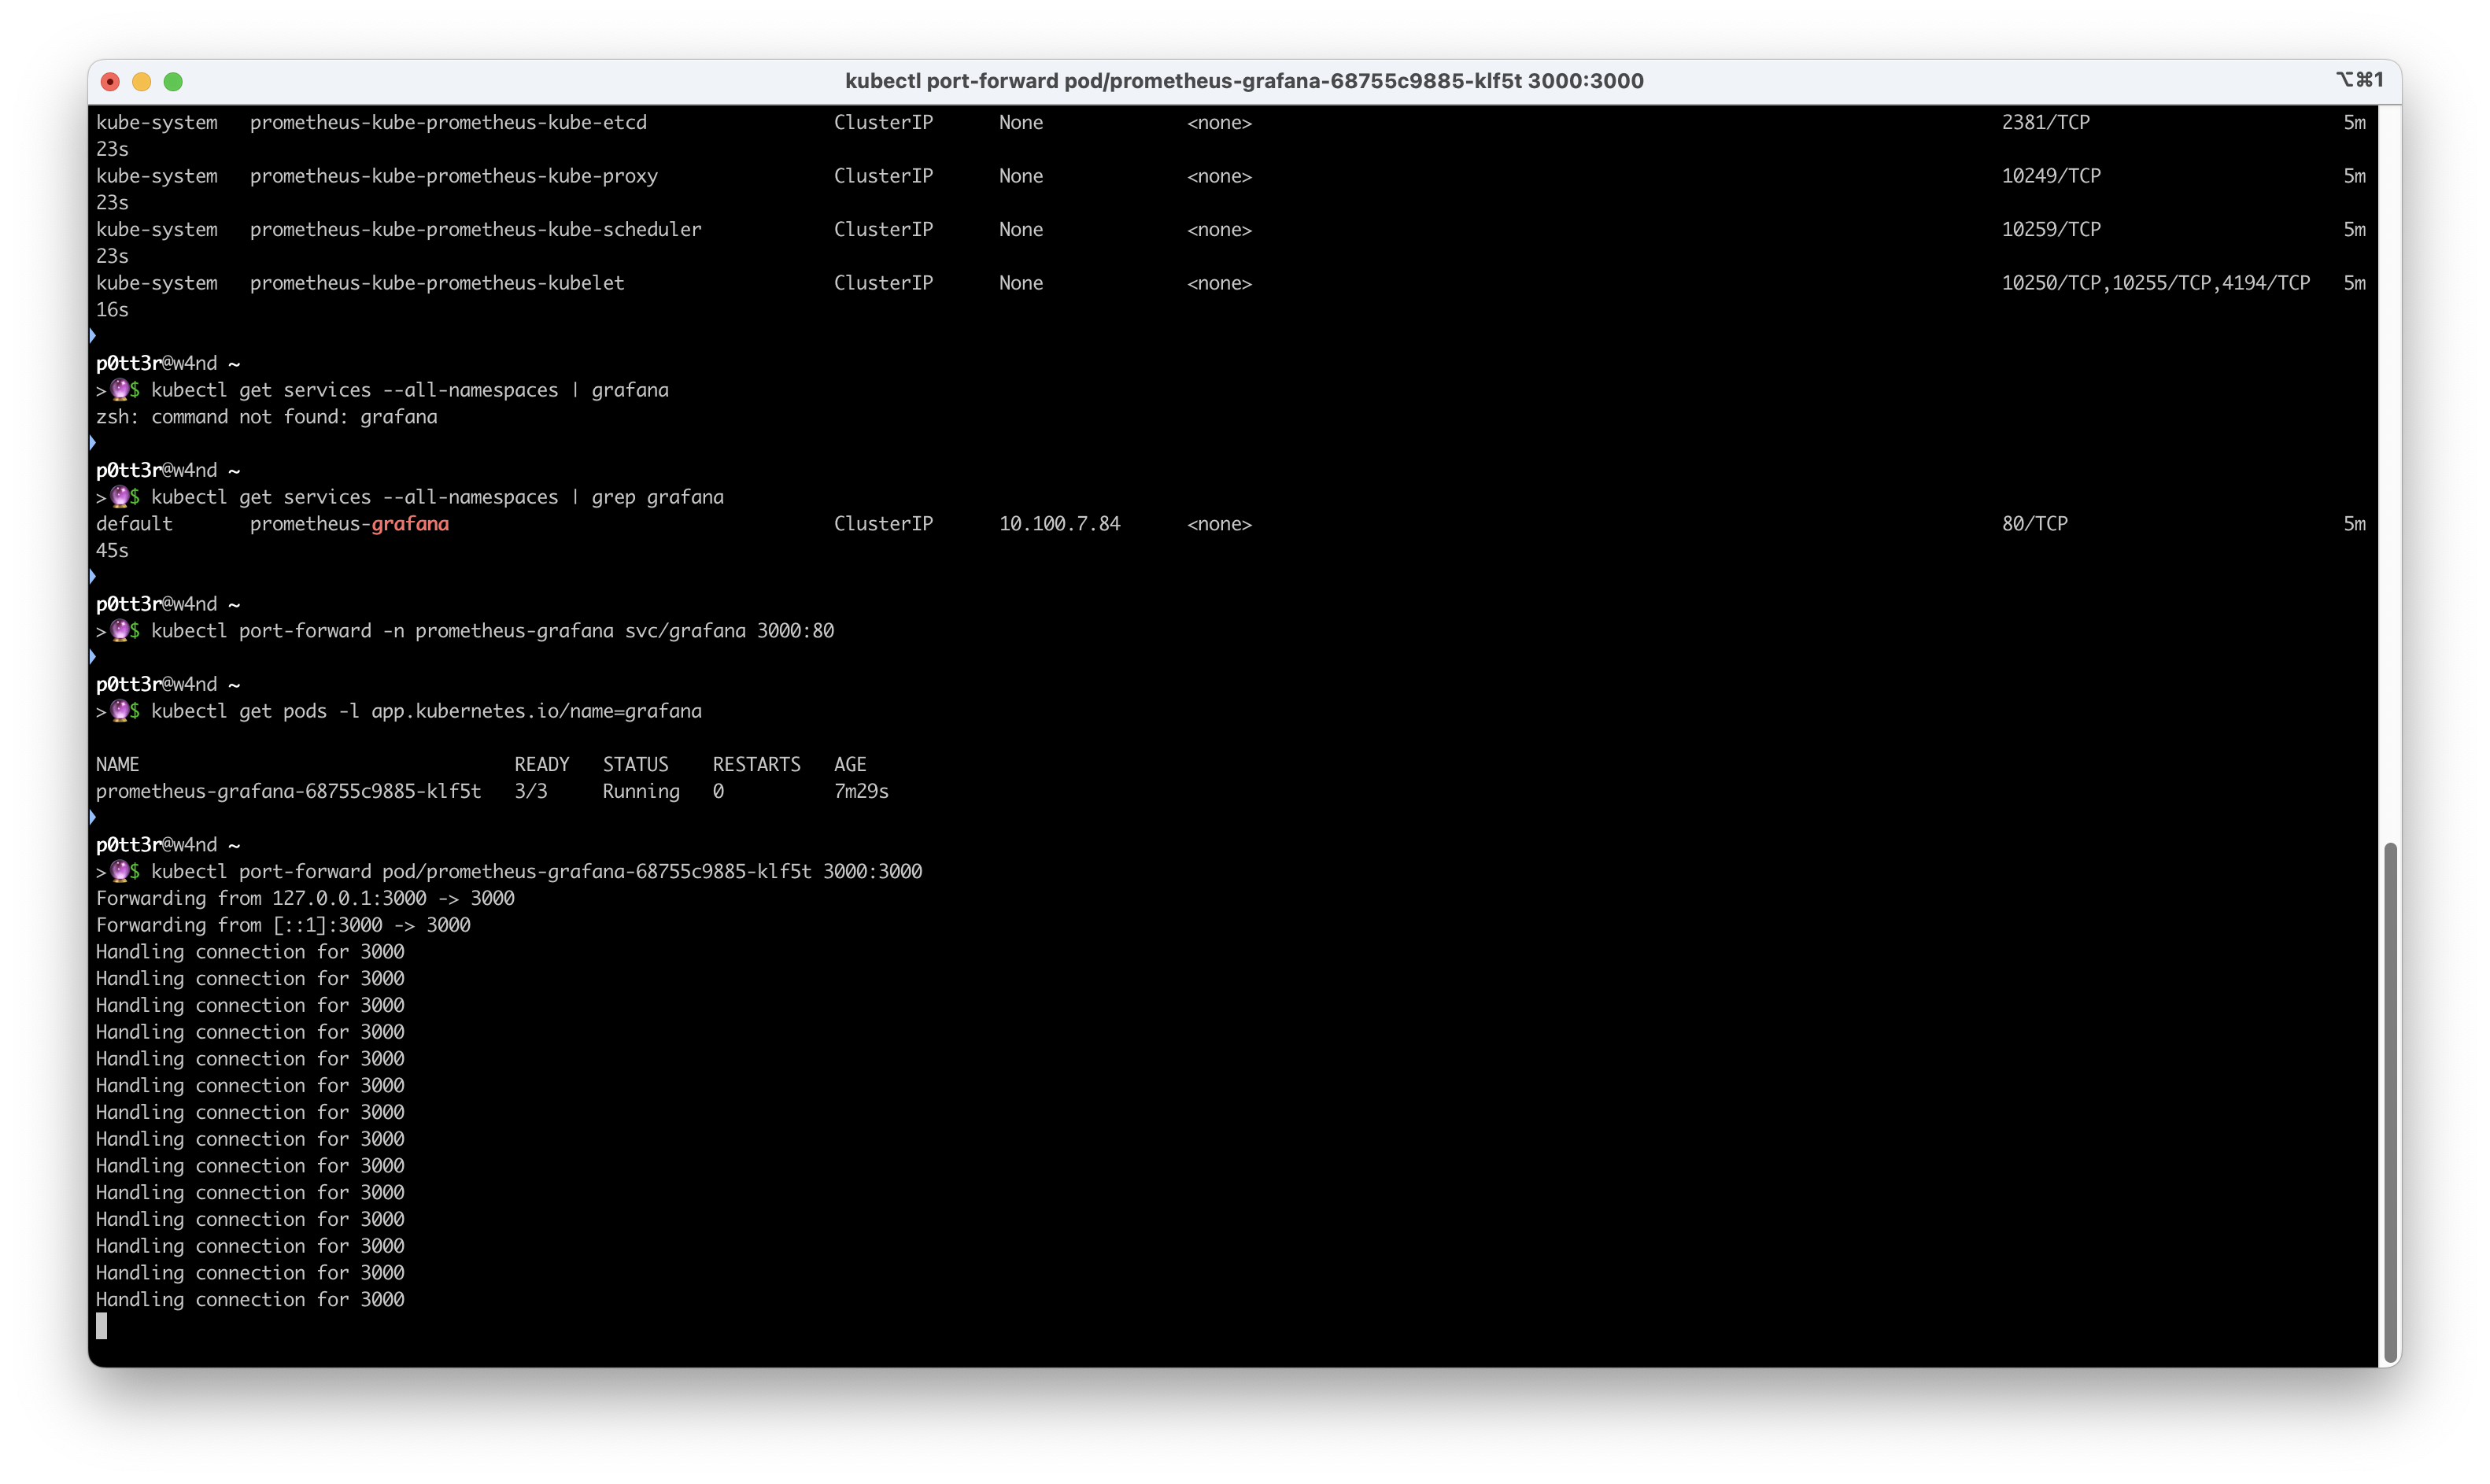 kubectl port-forward pod/prometheus-grafana-68755c9885-klf5t 3000:3000 ⌥⌘1
kube-system prometheus-kube-prometheus-kube-etcd ClusterIP None <none> 2381/TCP 5m
23s
kube-system prometheus-kube-prometheus-kube-proxy ClusterIP None <none> 10249/TCP 5m
23s
kube-system prometheus-kube-prometheus-kube-scheduler ClusterIP None <none> 10259/TCP 5m
23s
kube-system prometheus-kube-prometheus-kubelet ClusterIP None <none> 10250/TCP,10255/TCP,4194/TCP 5m
16s
p0tt3r@w4nd ~
>🔮$ kubectl get services --all-namespaces | grafana
zsh: command not found: grafana
p0tt3r@w4nd ~
>🔮$ kubectl get services --all-namespaces | grep grafana
default prometheus-grafana ClusterIP 10.100.7.84 <none> 80/TCP 5m
45s
p0tt3r@w4nd ~
>🔮$ kubectl port-forward -n prometheus-grafana svc/grafana 3000:80
p0tt3r@w4nd ~
>🔮$ kubectl get pods -l app.kubernetes.io/name=grafana
NAME READY STATUS RESTARTS AGE
prometheus-grafana-68755c9885-klf5t 3/3 Running 0 7m29s
p0tt3r@w4nd ~
>🔮$ kubectl port-forward pod/prometheus-grafana-68755c9885-klf5t 3000:3000
Forwarding from 127.0.0.1:3000 -> 3000
Forwarding from [::1]:3000 -> 3000
Handling connection for 3000
Handling connection for 3000
Handling connection for 3000
Handling connection for 3000
Handling connection for 3000
Handling connection for 3000
Handling connection for 3000
Handling connection for 3000
Handling connection for 3000
Handling connection for 3000
Handling connection for 3000
Handling connection for 3000
Handling connection for 3000
Handling connection for 3000